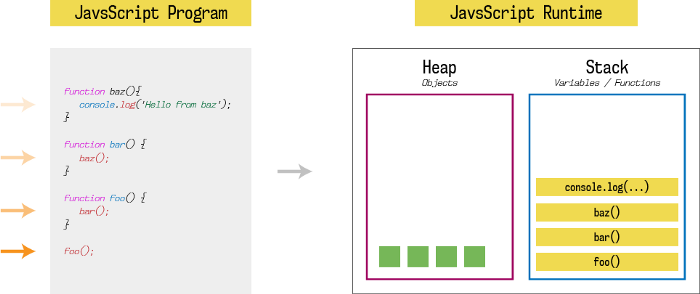 JavsScript Program
function baz(){
console.log('Hello from baz');
}
function bar() {
baz();
}
function foo() {
bar();
}
foo();
JavsScript Runtime
Heap
Objects
Stack
Variables / Functions
console.log(...)
baz()
bar()
foo()